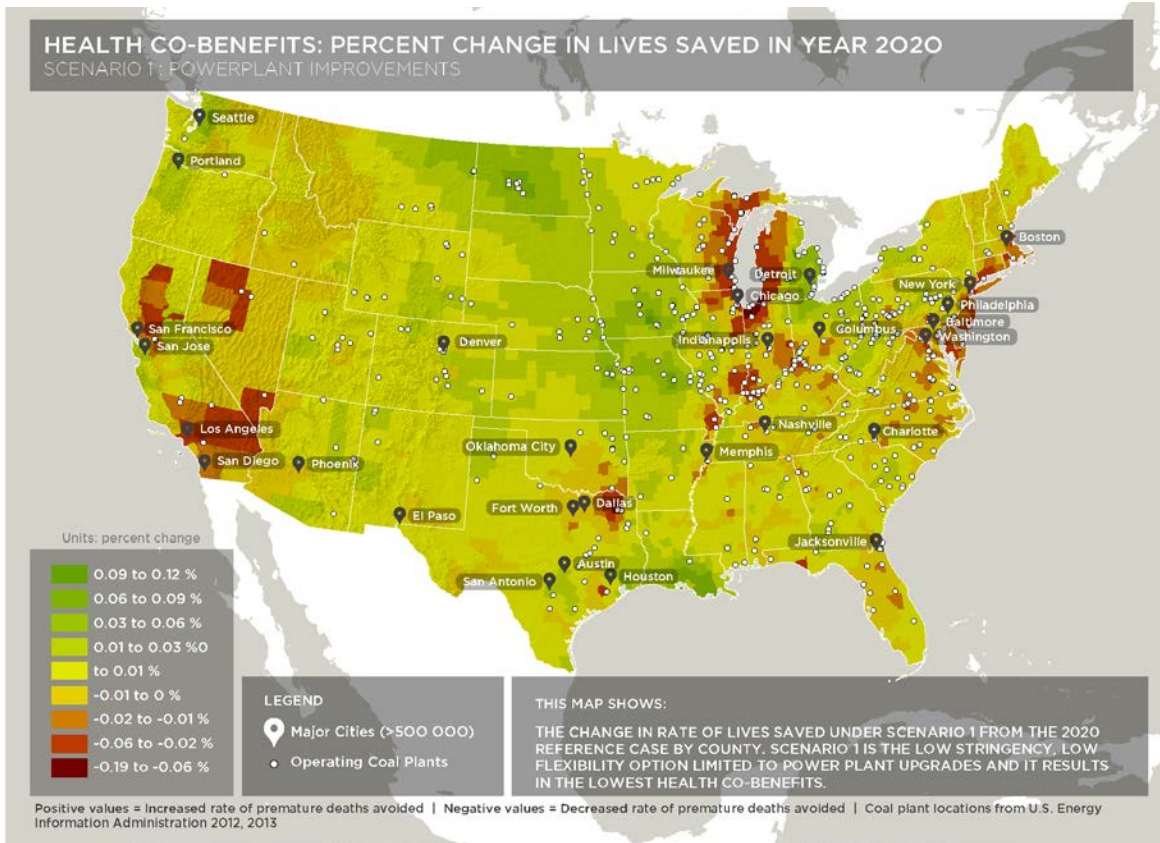 HEALTH CO-BENEFITS: PERCENT CHANGE IN LIVES SAVED IN YEAR 2020
SCENARIO 1 : POWERPLANT IMPROVEMENTS
Seattle
Portland
Boston
Milwaukee
Detroit
New York
Chicago
Philadelphia
San Francisco
Columbus
Baltimore
San Jose
Denver
Indianapolis
Washington
Los Angeles
Nashville
Charlotte
Oklahoma City
Memphis
San Diego
Phoenix
Fort Worth
Dallas
El Paso
Jacksonville
Austin
San Antonio
Houston
Units: percent change
0.09 to 0.12 %
0.06 to 0.09 %
0.03 to 0.06 %
0.01 to 0.03 %0
to 0.01 %
-0.01 to 0 %
-0.02 to -0.01 %
-0.06 to -0.02 %
-0.19 to -0.06 %
LEGEND
Major Cities (>500 000)
Operating Coal Plants
THIS MAP SHOWS:
THE CHANGE IN RATE OF LIVES SAVED UNDER SCENARIO 1 FROM THE 2020
REFERENCE CASE BY COUNTY. SCENARIO 1 IS THE LOW STRINGENCY, LOW
FLEXIBILITY OPTION LIMITED TO POWER PLANT UPGRADES AND IT RESULTS
IN THE LOWEST HEALTH CO-BENEFITS.
Positive values = Increased rate of premature deaths avoided | Negative values = Decreased rate of premature deaths avoided | Coal plant locations from U.S. Energy
Information Administration 2012, 2013